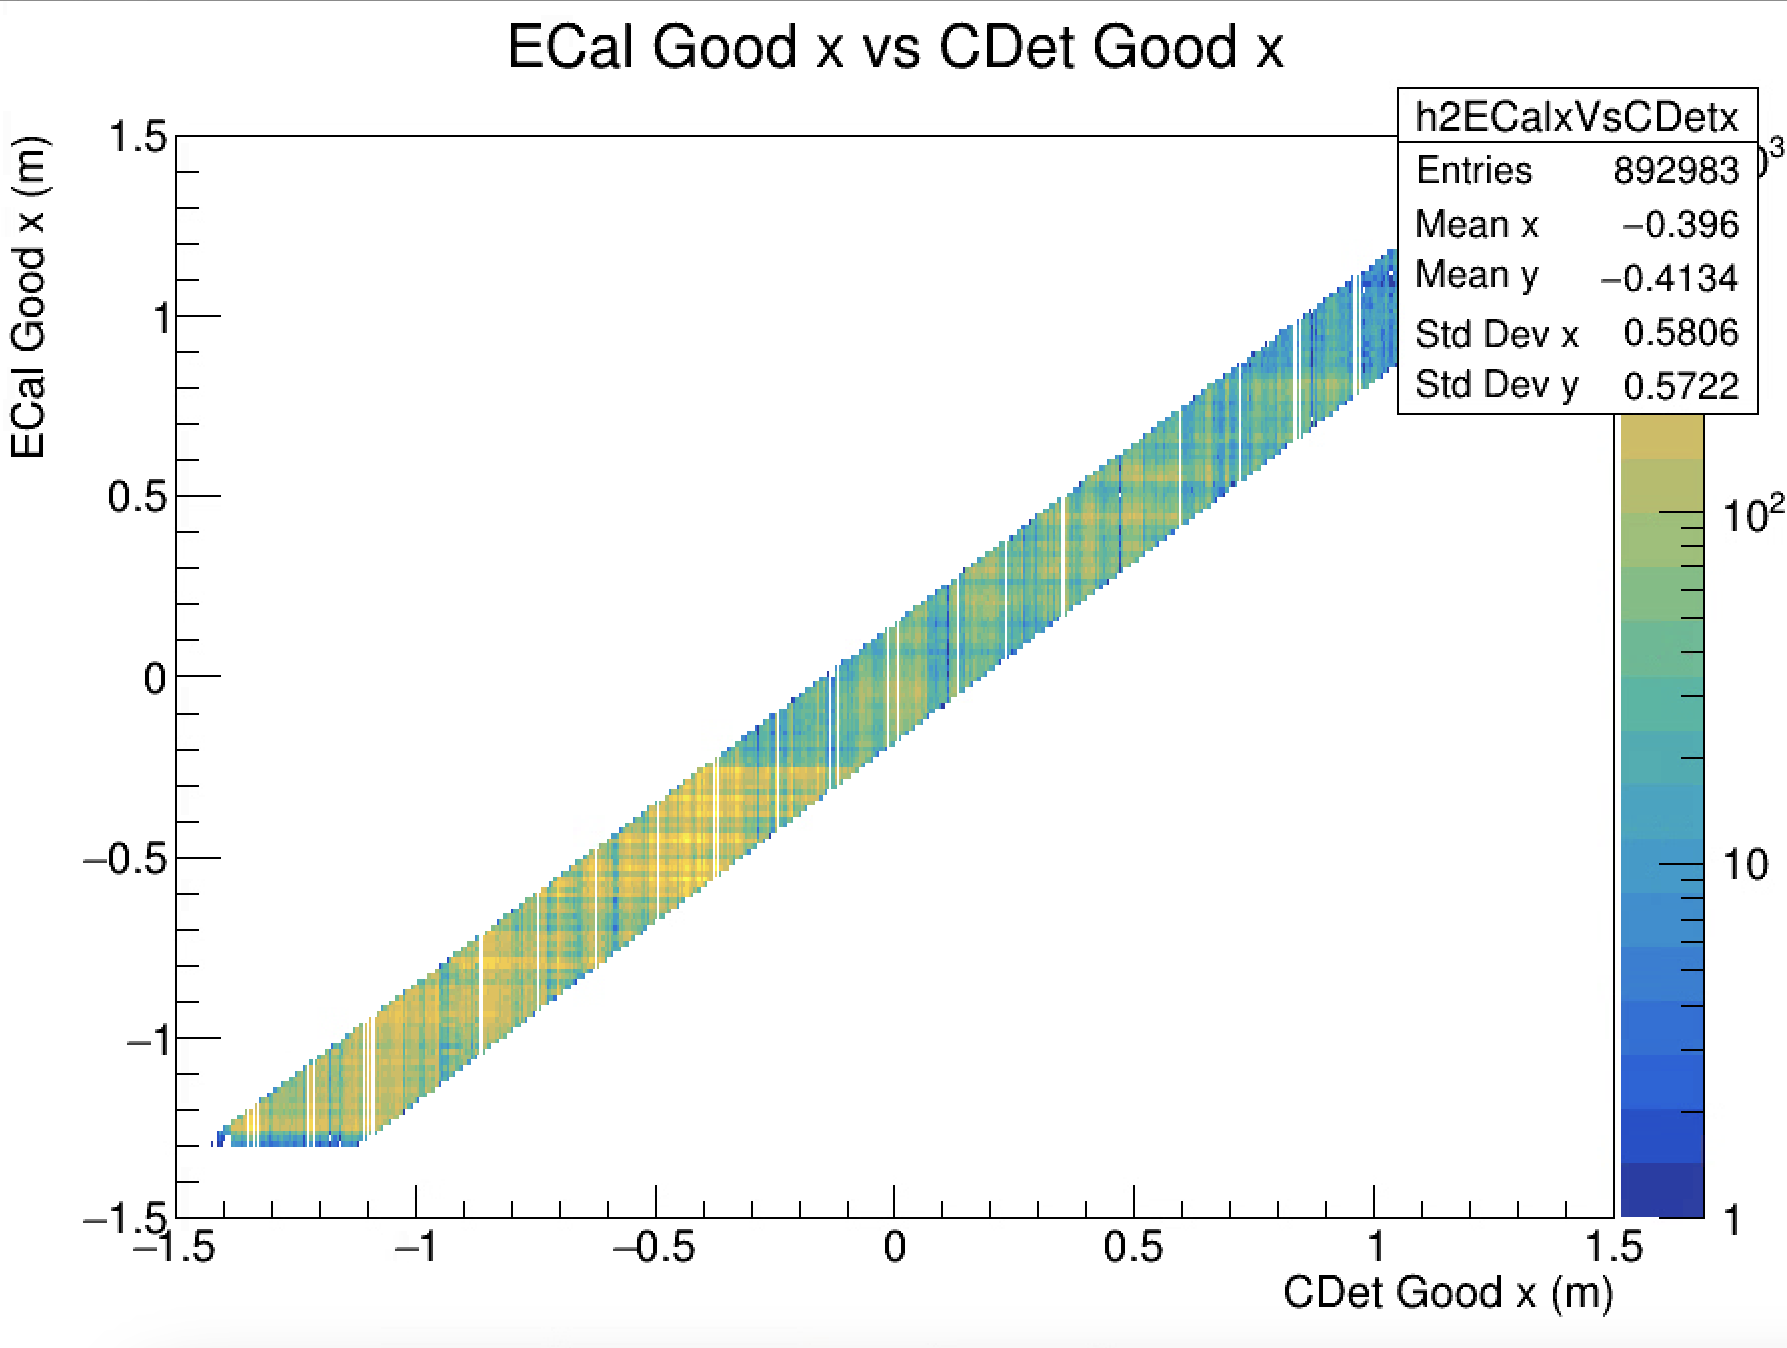 ECal Good x vs CDet Good x
h2ECalxVsCDetx
Entries 892983
Mean x −0.396
Mean y −0.4134
Std Dev x 0.5806
Std Dev y 0.5722
ECal Good x (m)
1.5
1
0.5
0
−0.5
−1
−1.5
−1.5 −1 −0.5 0 0.5 1 1.5
CDet Good x (m)
10²
10
1